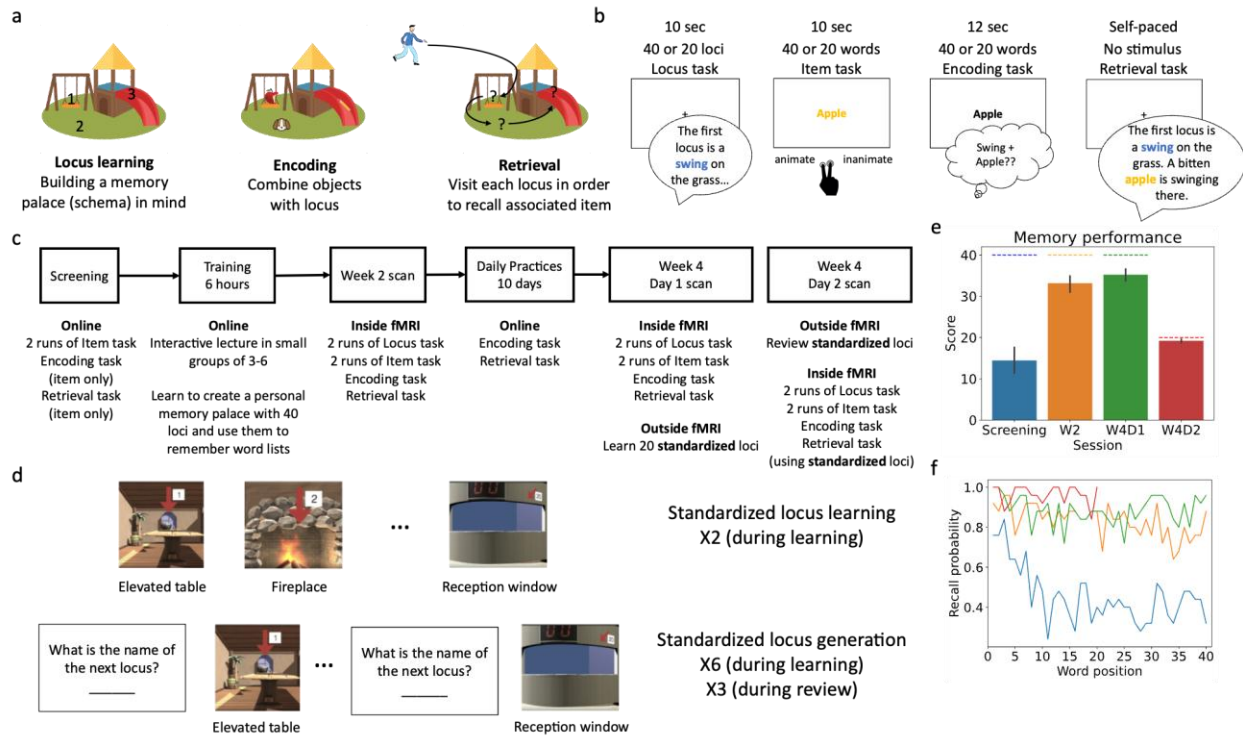 a
1
2
3
Locus learning
Building a memory
palace (schema) in mind
Encoding
Combine objects
with locus
?
?
?
Retrieval
Visit each locus in order
to recall associated item
b
10 sec
40 or 20 loci
Locus task
+
The first
locus is a
swing on
the grass...
10 sec
40 or 20 words
Item task
Apple
animate
inanimate
12 sec
40 or 20 words
Encoding task
Apple
Swing +
Apple??
Self-paced
No stimulus
Retrieval task
+
The first locus is
a swing on the
grass. A bitten
apple is swinging
there.
c
Screening
Online
2 runs of Item task
Encoding task
(item only)
Retrieval task
(item only)
Training
6 hours
Online
Interactive lecture in small
groups of 3-6
Learn to create a personal
memory palace with 40
loci and use them to
remember word lists
Week 2 scan
Inside fMRI
2 runs of Locus task
2 runs of Item task
Encoding task
Retrieval task
Daily Practices
10 days
Online
Encoding task
Retrieval task
Week 4
Day 1 scan
Inside fMRI
2 runs of Locus task
2 runs of Item task
Encoding task
Retrieval task
Outside fMRI
Learn 20 standardized loci
Week 4
Day 2 scan
Outside fMRI
Review standardized loci
Inside fMRI
2 runs of Locus task
2 runs of Item task
Encoding task
Retrieval task
(using standardized loci)
d
1
Elevated table
2
Fireplace
...
Reception window
Standardized locus learning
X2 (during learning)
What is the name of
the next locus?
1
Elevated table
...
What is the name of
the next locus?
Reception window
Standardized locus generation
X6 (during learning)
X3 (during review)
e
Memory performance
Score
40
30
20
10
0
Screening
W2
W4D1
W4D2
Session
f
Recall probability
1.0
0.8
0.6
0.4
0
5
10
15
20
25
30
35
40
Word position